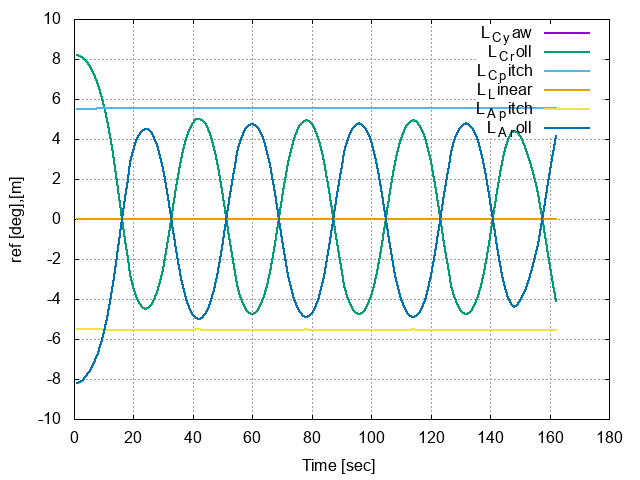 10
8
6
4
2
0
-2
-4
-6
-8
-10
0 20 40 60 80 100 120 140 160 180
ref [deg],[m]
Time [sec]
L_Cyaw
L_Croll
L_Cpitch
L_Linear
L_Apitch
L_Aroll